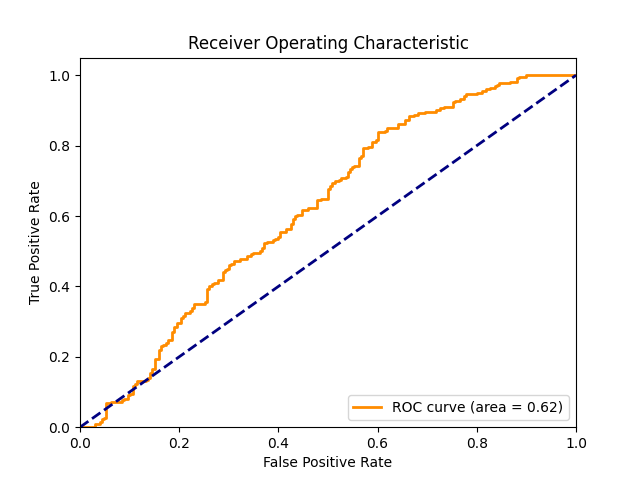 Receiver Operating Characteristic
1.0
0.8
0.6
0.4
0.2
0.0
True Positive Rate
ROC curve (area = 0.62)
0.0 0.2 0.4 0.6 0.8 1.0
False Positive Rate